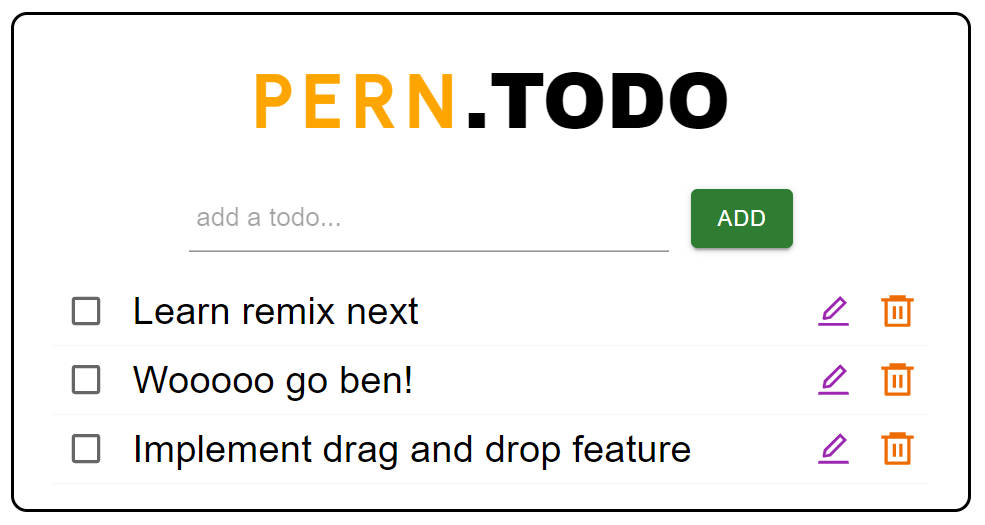 PERN.TODO
add a todo...
ADD
Learn remix next
Wooooo go ben!
Implement drag and drop feature